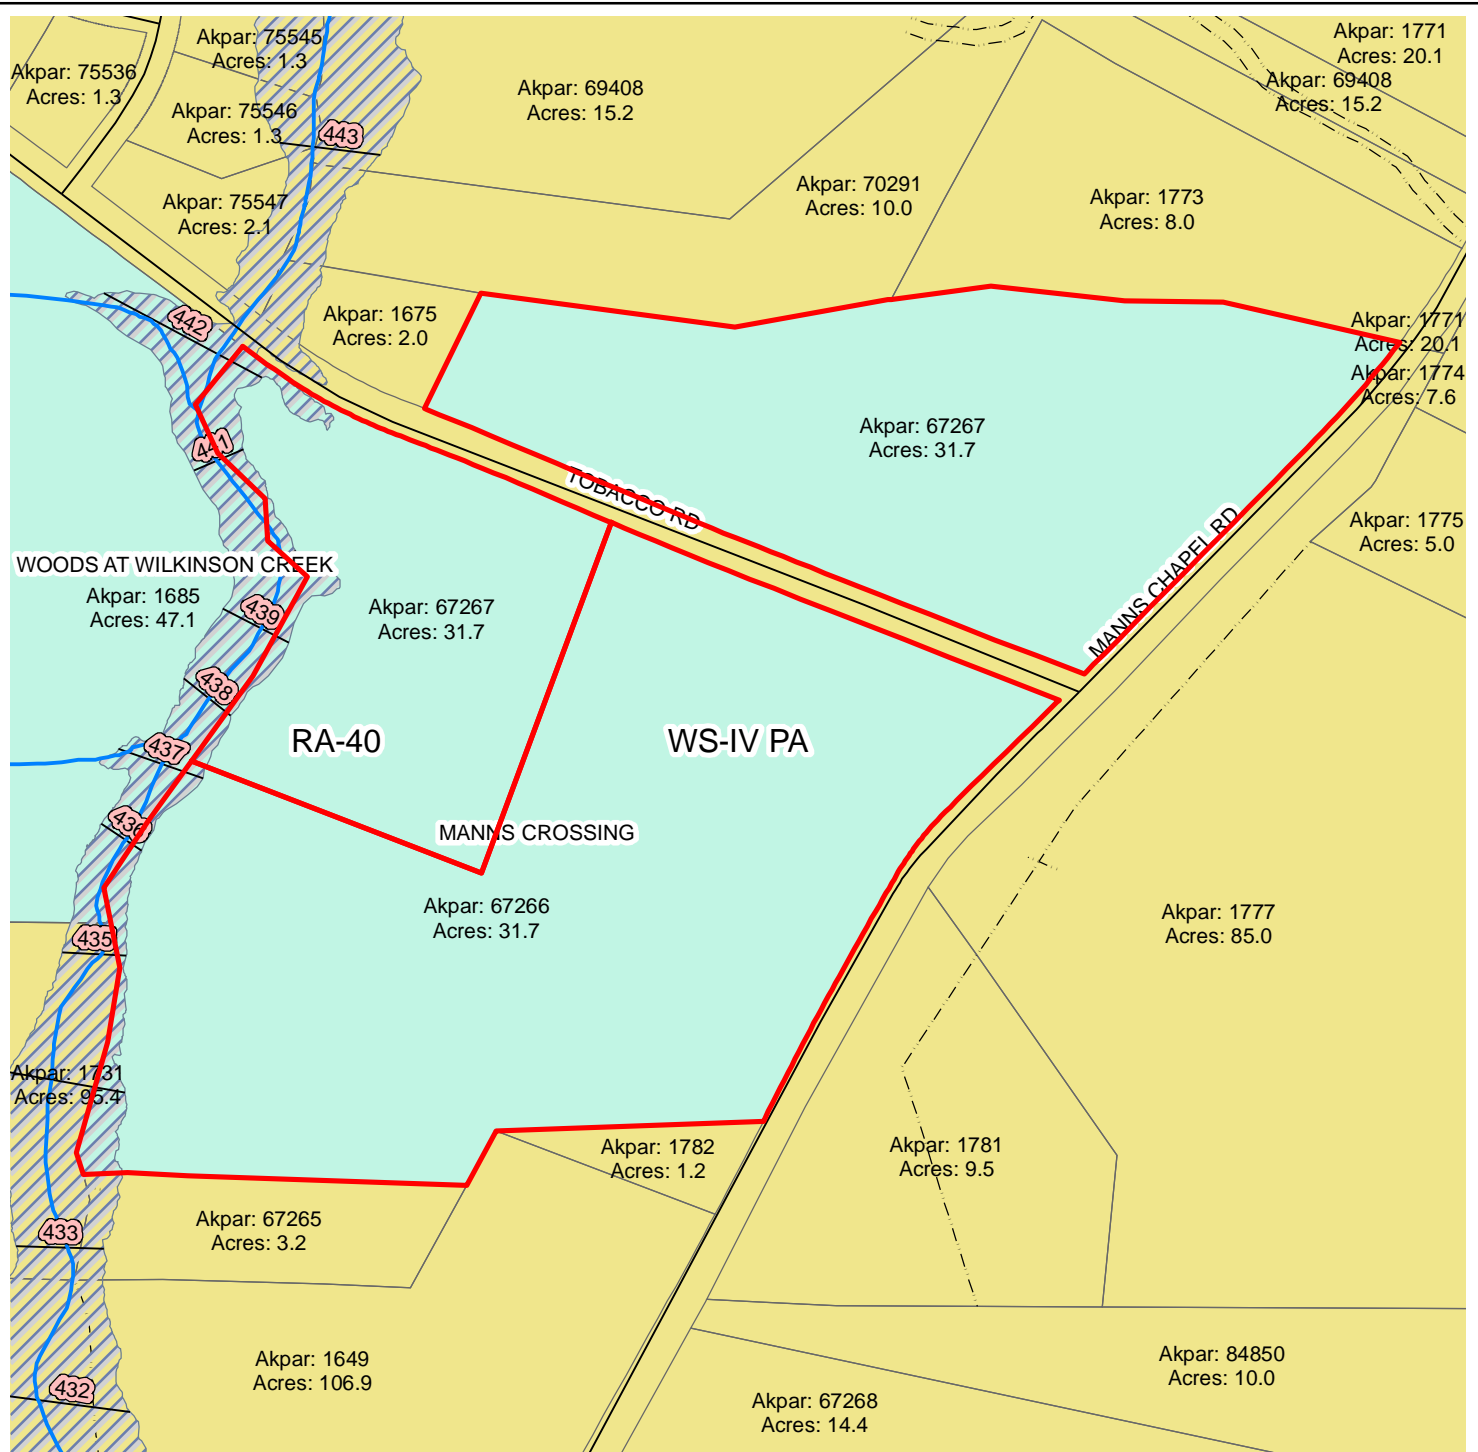 Akpar: 75545
Acres: 1.3
Akpar: 1771
Acres: 20.1
Akpar: 75536
Acres: 1.3
Akpar: 69408
Acres: 15.2
Akpar: 69408
Acres: 15.2
Akpar: 75546
Acres: 1.3
443
Akpar: 75547
Acres: 2.1
Akpar: 70291
Acres: 10.0
Akpar: 1773
Acres: 8.0
442
Akpar: 1675
Acres: 2.0
Akpar: 1771
Acres: 20.1
Akpar: 1774
Acres: 7.6
441
Akpar: 67267
Acres: 31.7
TOBACCO RD
MANNS CHAPEL RD
Akpar: 1775
Acres: 5.0
WOODS AT WILKINSON CREEK
Akpar: 1685
Acres: 47.1
439
Akpar: 67267
Acres: 31.7
438
437
RA-40
WS-IV PA
436
MANNS CROSSING
Akpar: 67266
Acres: 31.7
Akpar: 1777
Acres: 85.0
435
Akpar: 1731
Acres: 95.4
Akpar: 1782
Acres: 1.2
Akpar: 1781
Acres: 9.5
433
Akpar: 67265
Acres: 3.2
Akpar: 1649
Acres: 106.9
432
Akpar: 84850
Acres: 10.0
Akpar: 67268
Acres: 14.4